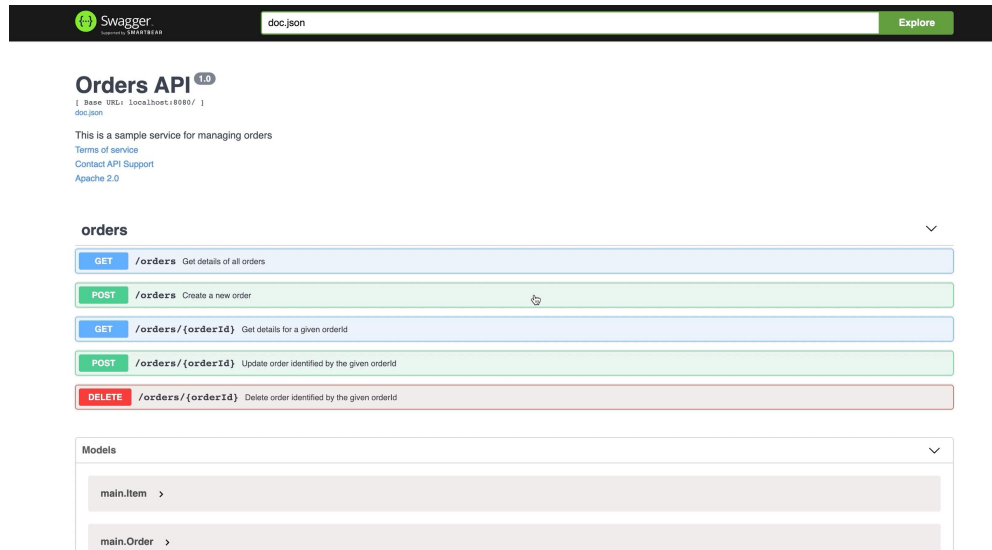 {···} Swagger.
Supported by SMARTBEAR
doc.json
Explore
Orders API 1.0
[ Base URL: localhost:8080/ ]
doc.json
This is a sample service for managing orders
Terms of service
Contact API Support
Apache 2.0
orders
GET /orders Get details of all orders
POST /orders Create a new order
GET /orders/{orderId} Get details for a given orderId
POST /orders/{orderId} Update order identified by the given orderId
DELETE /orders/{orderId} Delete order identified by the given orderId
Models
main.Item >
main.Order >